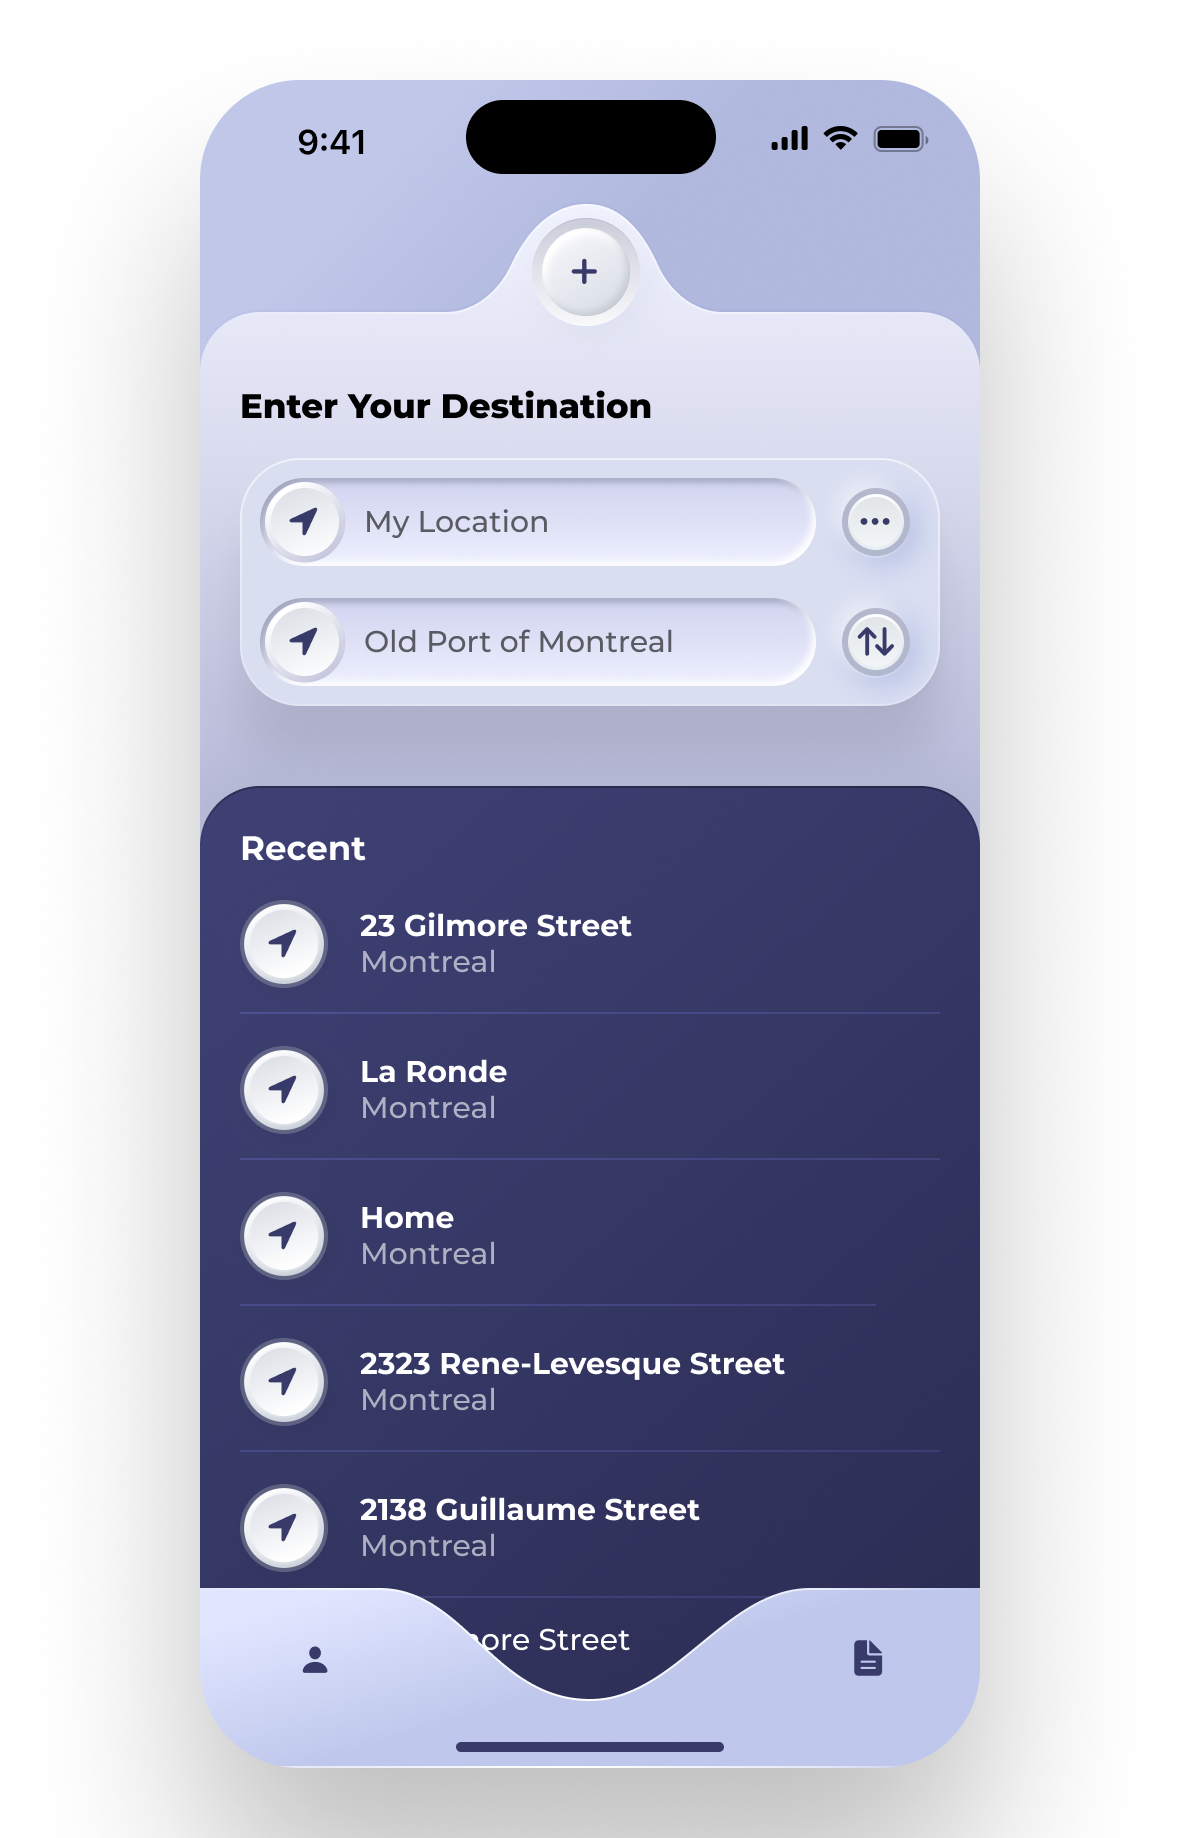 9:41
Enter Your Destination
My Location
Old Port of Montreal
Recent
23 Gilmore Street
Montreal
La Ronde
Montreal
Home
Montreal
2323 Rene-Levesque Street
Montreal
2138 Guillaume Street
Montreal
ore Street